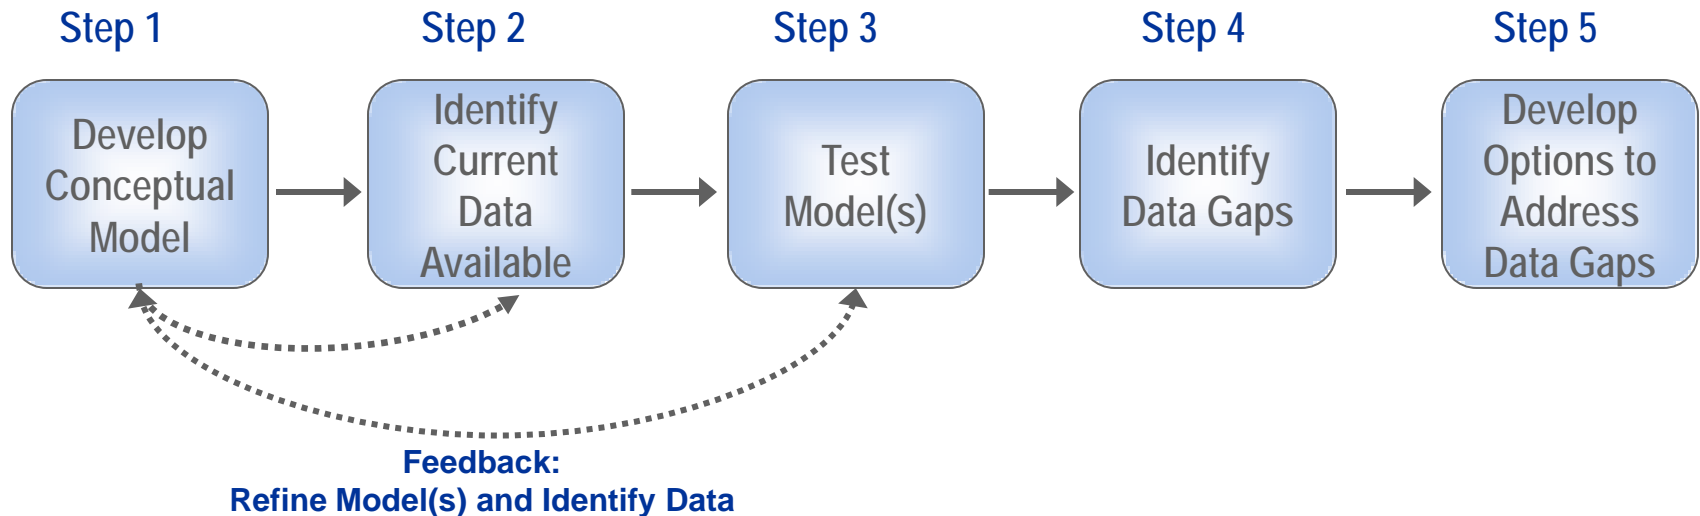 Step 1
Step 2
Step 3
Step 4
Step 5
Develop
Conceptual
Model
Identify
Current
Data
Available
Test
Model(s)
Identify
Data Gaps
Develop
Options to
Address
Data Gaps
Feedback:
Refine Model(s) and Identify Data